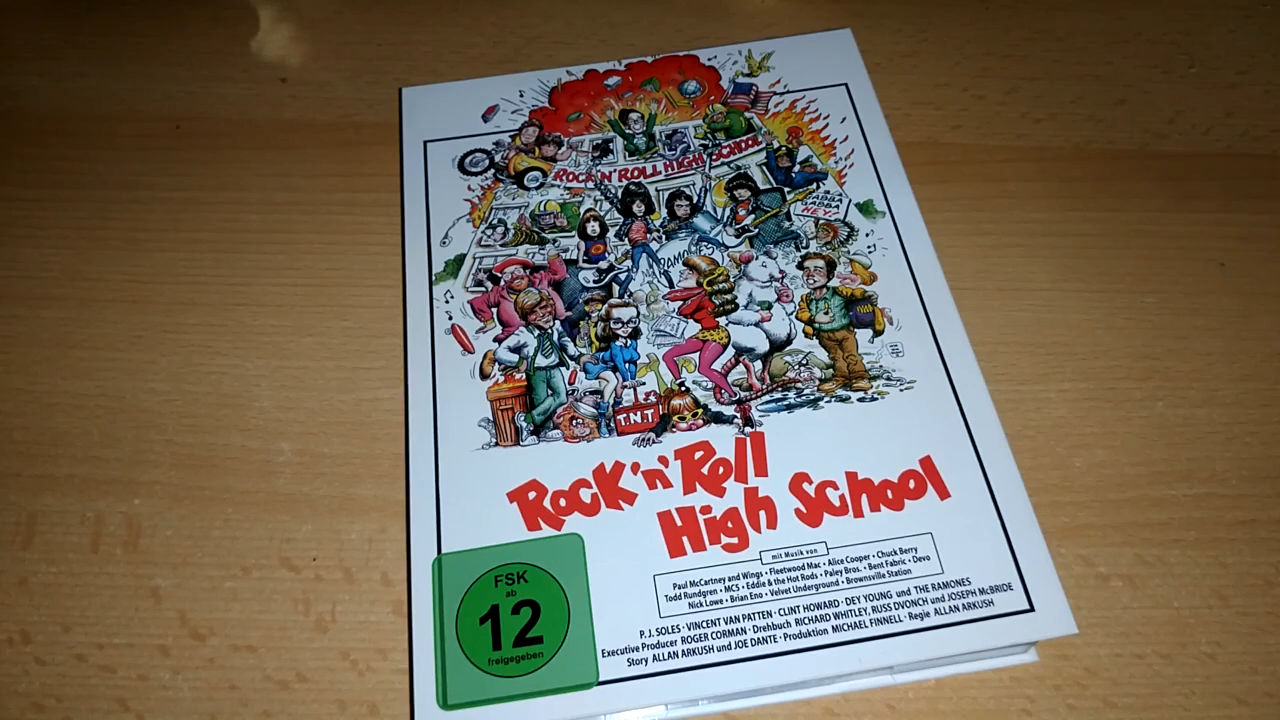 ROCK N' ROLL HIGH SCHOOL
GABBA
GABBA
HEY!
RAMONES
T.N.T.
Rock 'n' Roll
High School
mit Musik von
Paul McCartney and Wings • Fleetwood Mac • Alice Cooper • Chuck Berry
Todd Rundgren • MC5 • Eddie & the Hot Rods • Paley Bros. • Bent Fabric • Devo
Nick Lowe • Brian Eno • Velvet Underground • Brownsville Station
P. J. SOLES · VINCENT VAN PATTEN · CLINT HOWARD · DEY YOUNG und THE RAMONES
Executive Producer ROGER CORMAN · Drehbuch RICHARD WHITLEY, RUSS DVONCH und JOSEPH McBRIDE
Story ALLAN ARKUSH und JOE DANTE · Produktion MICHAEL FINNELL · Regie ALLAN ARKUSH
FSK
ab
12
freigegeben